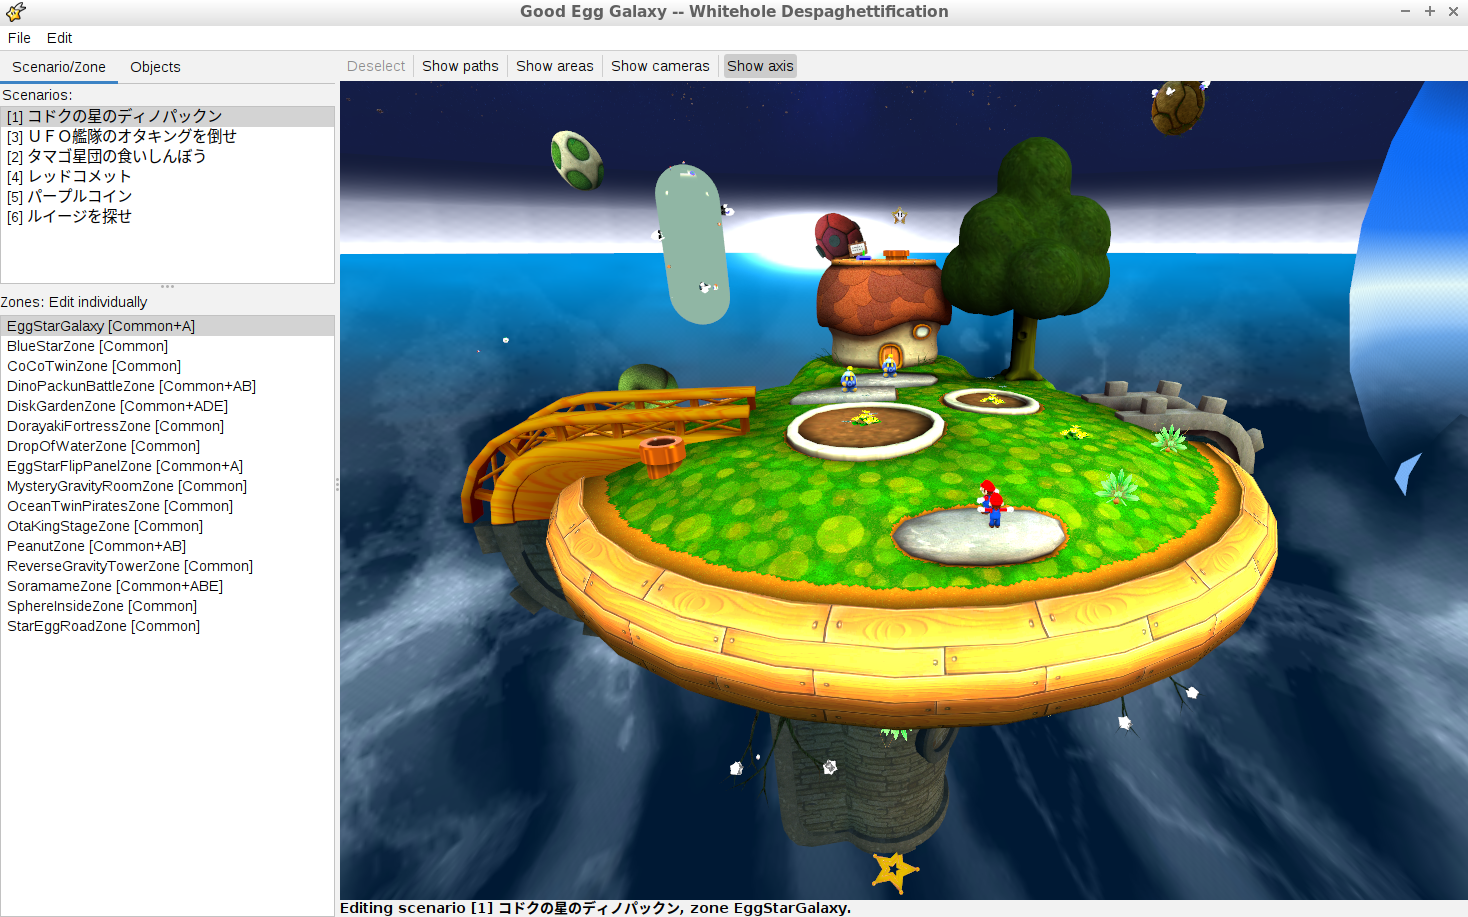 Good Egg Galaxy -- Whitehole Despaghettification
File Edit
Scenario/Zone Objects
Deselect Show paths Show areas Show cameras Show axis
Scenarios:
[1] コドクの星のディノパックン
[3] ＵＦＯ艦隊のオタキングを倒せ
[2] タマゴ星団の食いしんぼう
[4] レッドコメット
[5] パープルコイン
[6] ルイージを探せ
Zones: Edit individually
EggStarGalaxy [Common+A]
BlueStarZone [Common]
CoCoTwinZone [Common]
DinoPackunBattleZone [Common+AB]
DiskGardenZone [Common+ADE]
DorayakiFortressZone [Common]
DropOfWaterZone [Common]
EggStarFlipPanelZone [Common+A]
MysteryGravityRoomZone [Common]
OceanTwinPiratesZone [Common]
OtaKingStageZone [Common]
PeanutZone [Common+AB]
ReverseGravityTowerZone [Common]
SoramameZone [Common+ABE]
SphereInsideZone [Common]
StarEggRoadZone [Common]
Editing scenario [1] コドクの星のディノパックン, zone EggStarGalaxy.